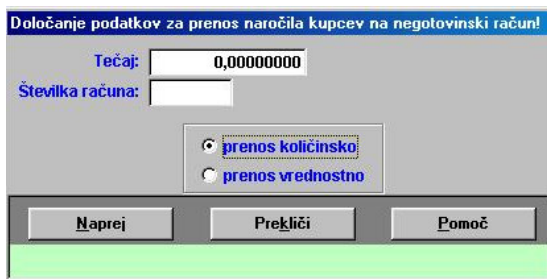 Določanje podatkov za prenos naročila kupcev na negotovinski račun!
Tečaj: 0,00000000
Številka računa:
prenos količinsko
prenos vrednostno
Naprej Prekliči Pomoč